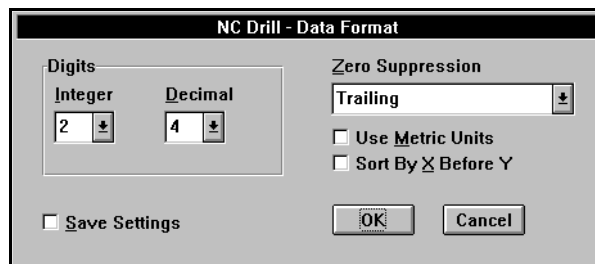 NC Drill - Data Format
Digits
Integer Decimal
2 4
Zero Suppression
Trailing
Use Metric Units
Sort By X Before Y
Save Settings
OK Cancel